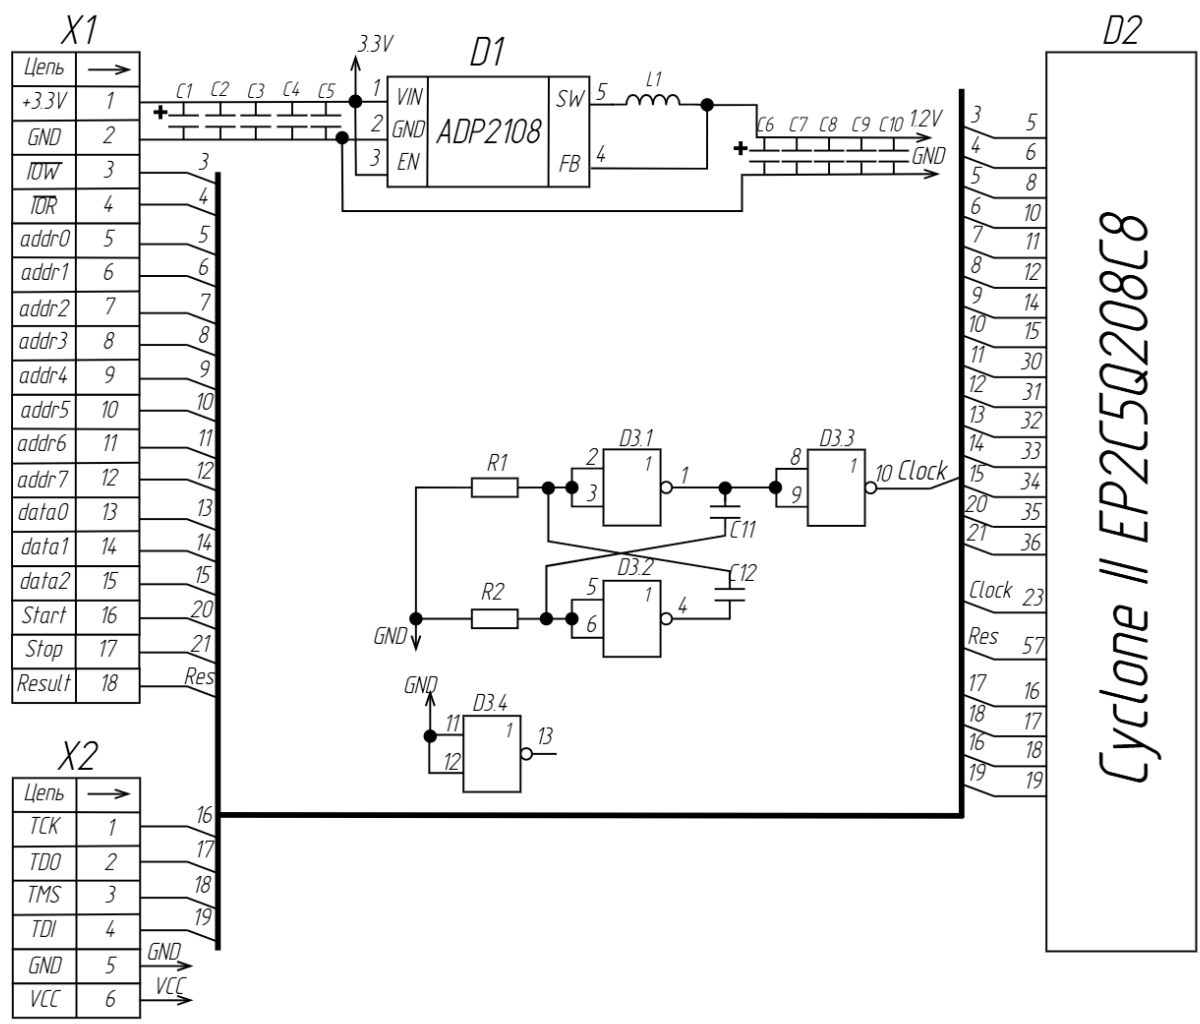 X1
Цепь
+3.3V 1
GND 2
IOW 3
IOR 4
addr0 5
addr1 6
addr2 7
addr3 8
addr4 9
addr5 10
addr6 11
addr7 12
data0 13
data1 14
data2 15
Start 16
Stop 17
Result 18
3
4
5
6
7
8
9
10
11
12
13
14
15
20
21
Res
X2
Цепь
TCK 1
TDO 2
TMS 3
TDI 4
GND 5
VCC 6
16
17
18
19
GND
VCC
C1 C2 C3 C4 C5
+
3.3V
D1
1 VIN
2 GND
3 EN
ADP2108
SW 5
FB 4
L1
C6 C7 C8 C9 C10
+
1.2V
GND
R1
2
3
D3.1
1
1
C11
8
9
D3.3
1
10 Clock
R2
GND
5
6
D3.2
1
4
C12
GND
11
12
D3.4
1
13
D2
Cyclone II EP2C5Q208C8
3 5
4 6
5 8
6 10
7 11
8 12
9 14
10 15
11 30
12 31
13 32
14 33
15 34
20 35
21 36
Clock 23
Res 57
17 16
18 17
16 18
19 19